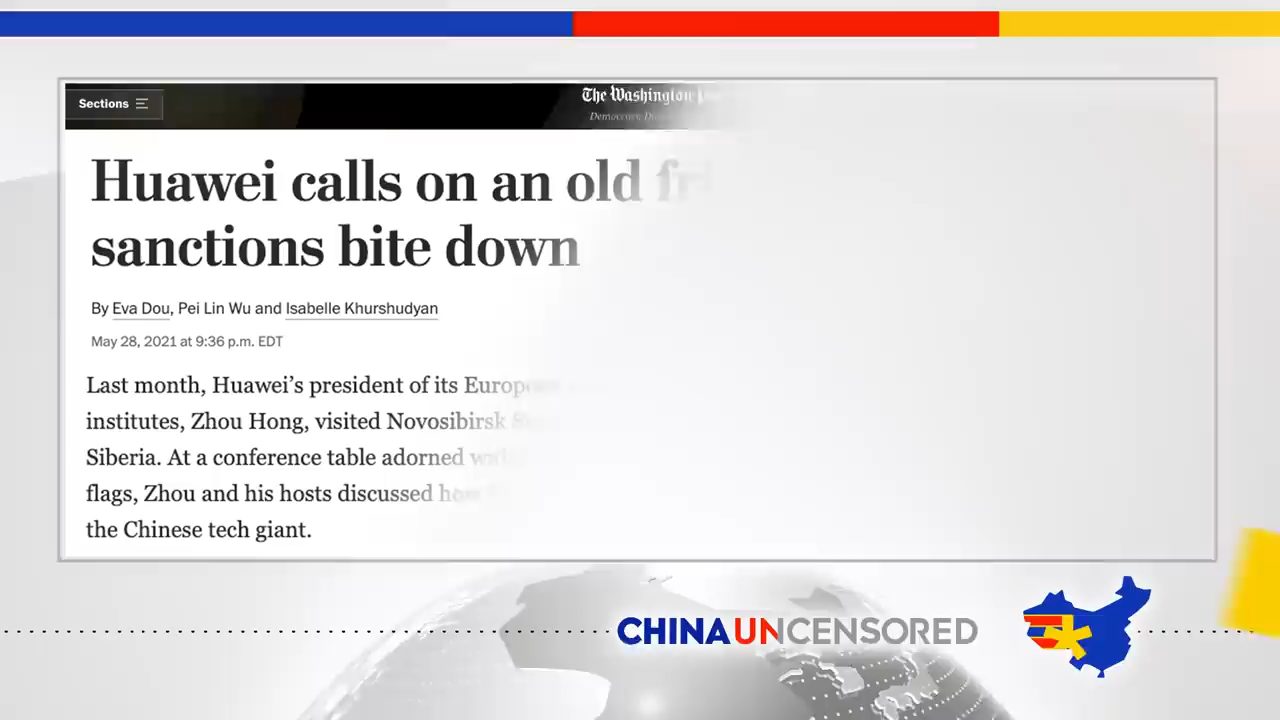 Sections
The Washington
Huawei calls on an old
sanctions bite down
By Eva Dou, Pei Lin Wu and Isabelle Khurshudyan
May 28, 2021 at 9:36 p.m. EDT
Last month, Huawei’s president of its
institutes, Zhou Hong, visited Novosibirsk
Siberia. At a conference table adorned
flags, Zhou and his hosts discussed
the Chinese tech giant.
CHINA UNCENSORED